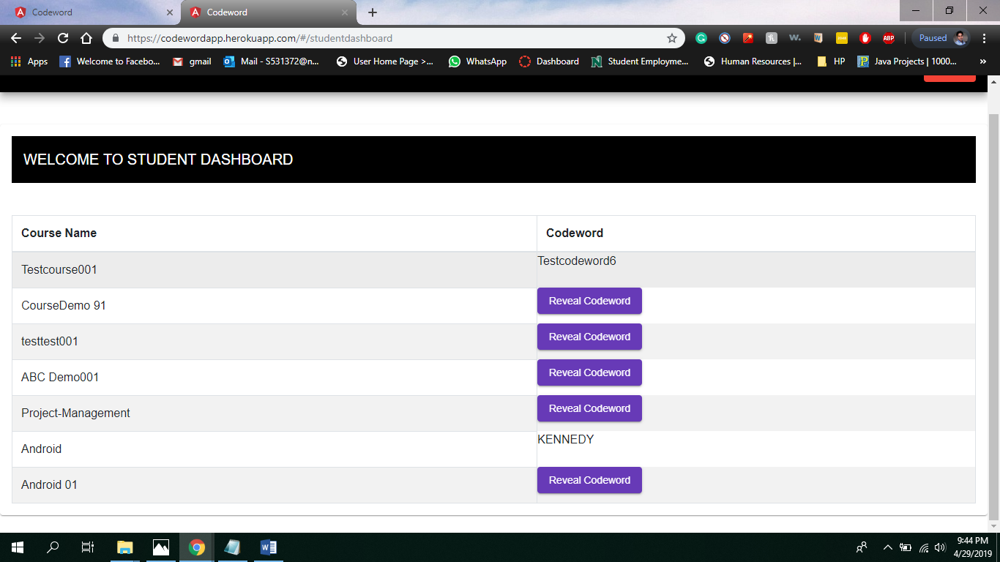 Codeword
Codeword
https://codewordapp.herokuapp.com/#/studentdashboard
Paused
Apps
Welcome to Facebo...
gmail
Mail - S531372@n...
User Home Page >...
WhatsApp
Dashboard
Student Employme...
Human Resources |...
HP
Java Projects | 1000...
WELCOME TO STUDENT DASHBOARD
Course Name Codeword
Testcourse001 Testcodeword6
CourseDemo 91 Reveal Codeword
testtest001 Reveal Codeword
ABC Demo001 Reveal Codeword
Project-Management Reveal Codeword
Android KENNEDY
Android 01 Reveal Codeword
9:44 PM
4/29/2019